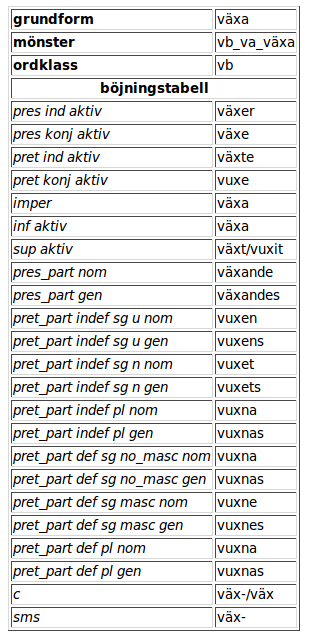 grundform växa
mönster vb_va_växa
ordklass vb
böjningstabell
pres ind aktiv växer
pres konj aktiv växe
pret ind aktiv växte
pret konj aktiv vuxe
imper växa
inf aktiv växa
sup aktiv växt/vuxit
pres_part nom växande
pres_part gen växandes
pret_part indef sg u nom vuxen
pret_part indef sg u gen vuxens
pret_part indef sg n nom vuxet
pret_part indef sg n gen vuxets
pret_part indef pl nom vuxna
pret_part indef pl gen vuxnas
pret_part def sg no_masc nom vuxna
pret_part def sg no_masc gen vuxnas
pret_part def sg masc nom vuxne
pret_part def sg masc gen vuxnes
pret_part def pl nom vuxna
pret_part def pl gen vuxnas
c väx-/väx
sms väx-